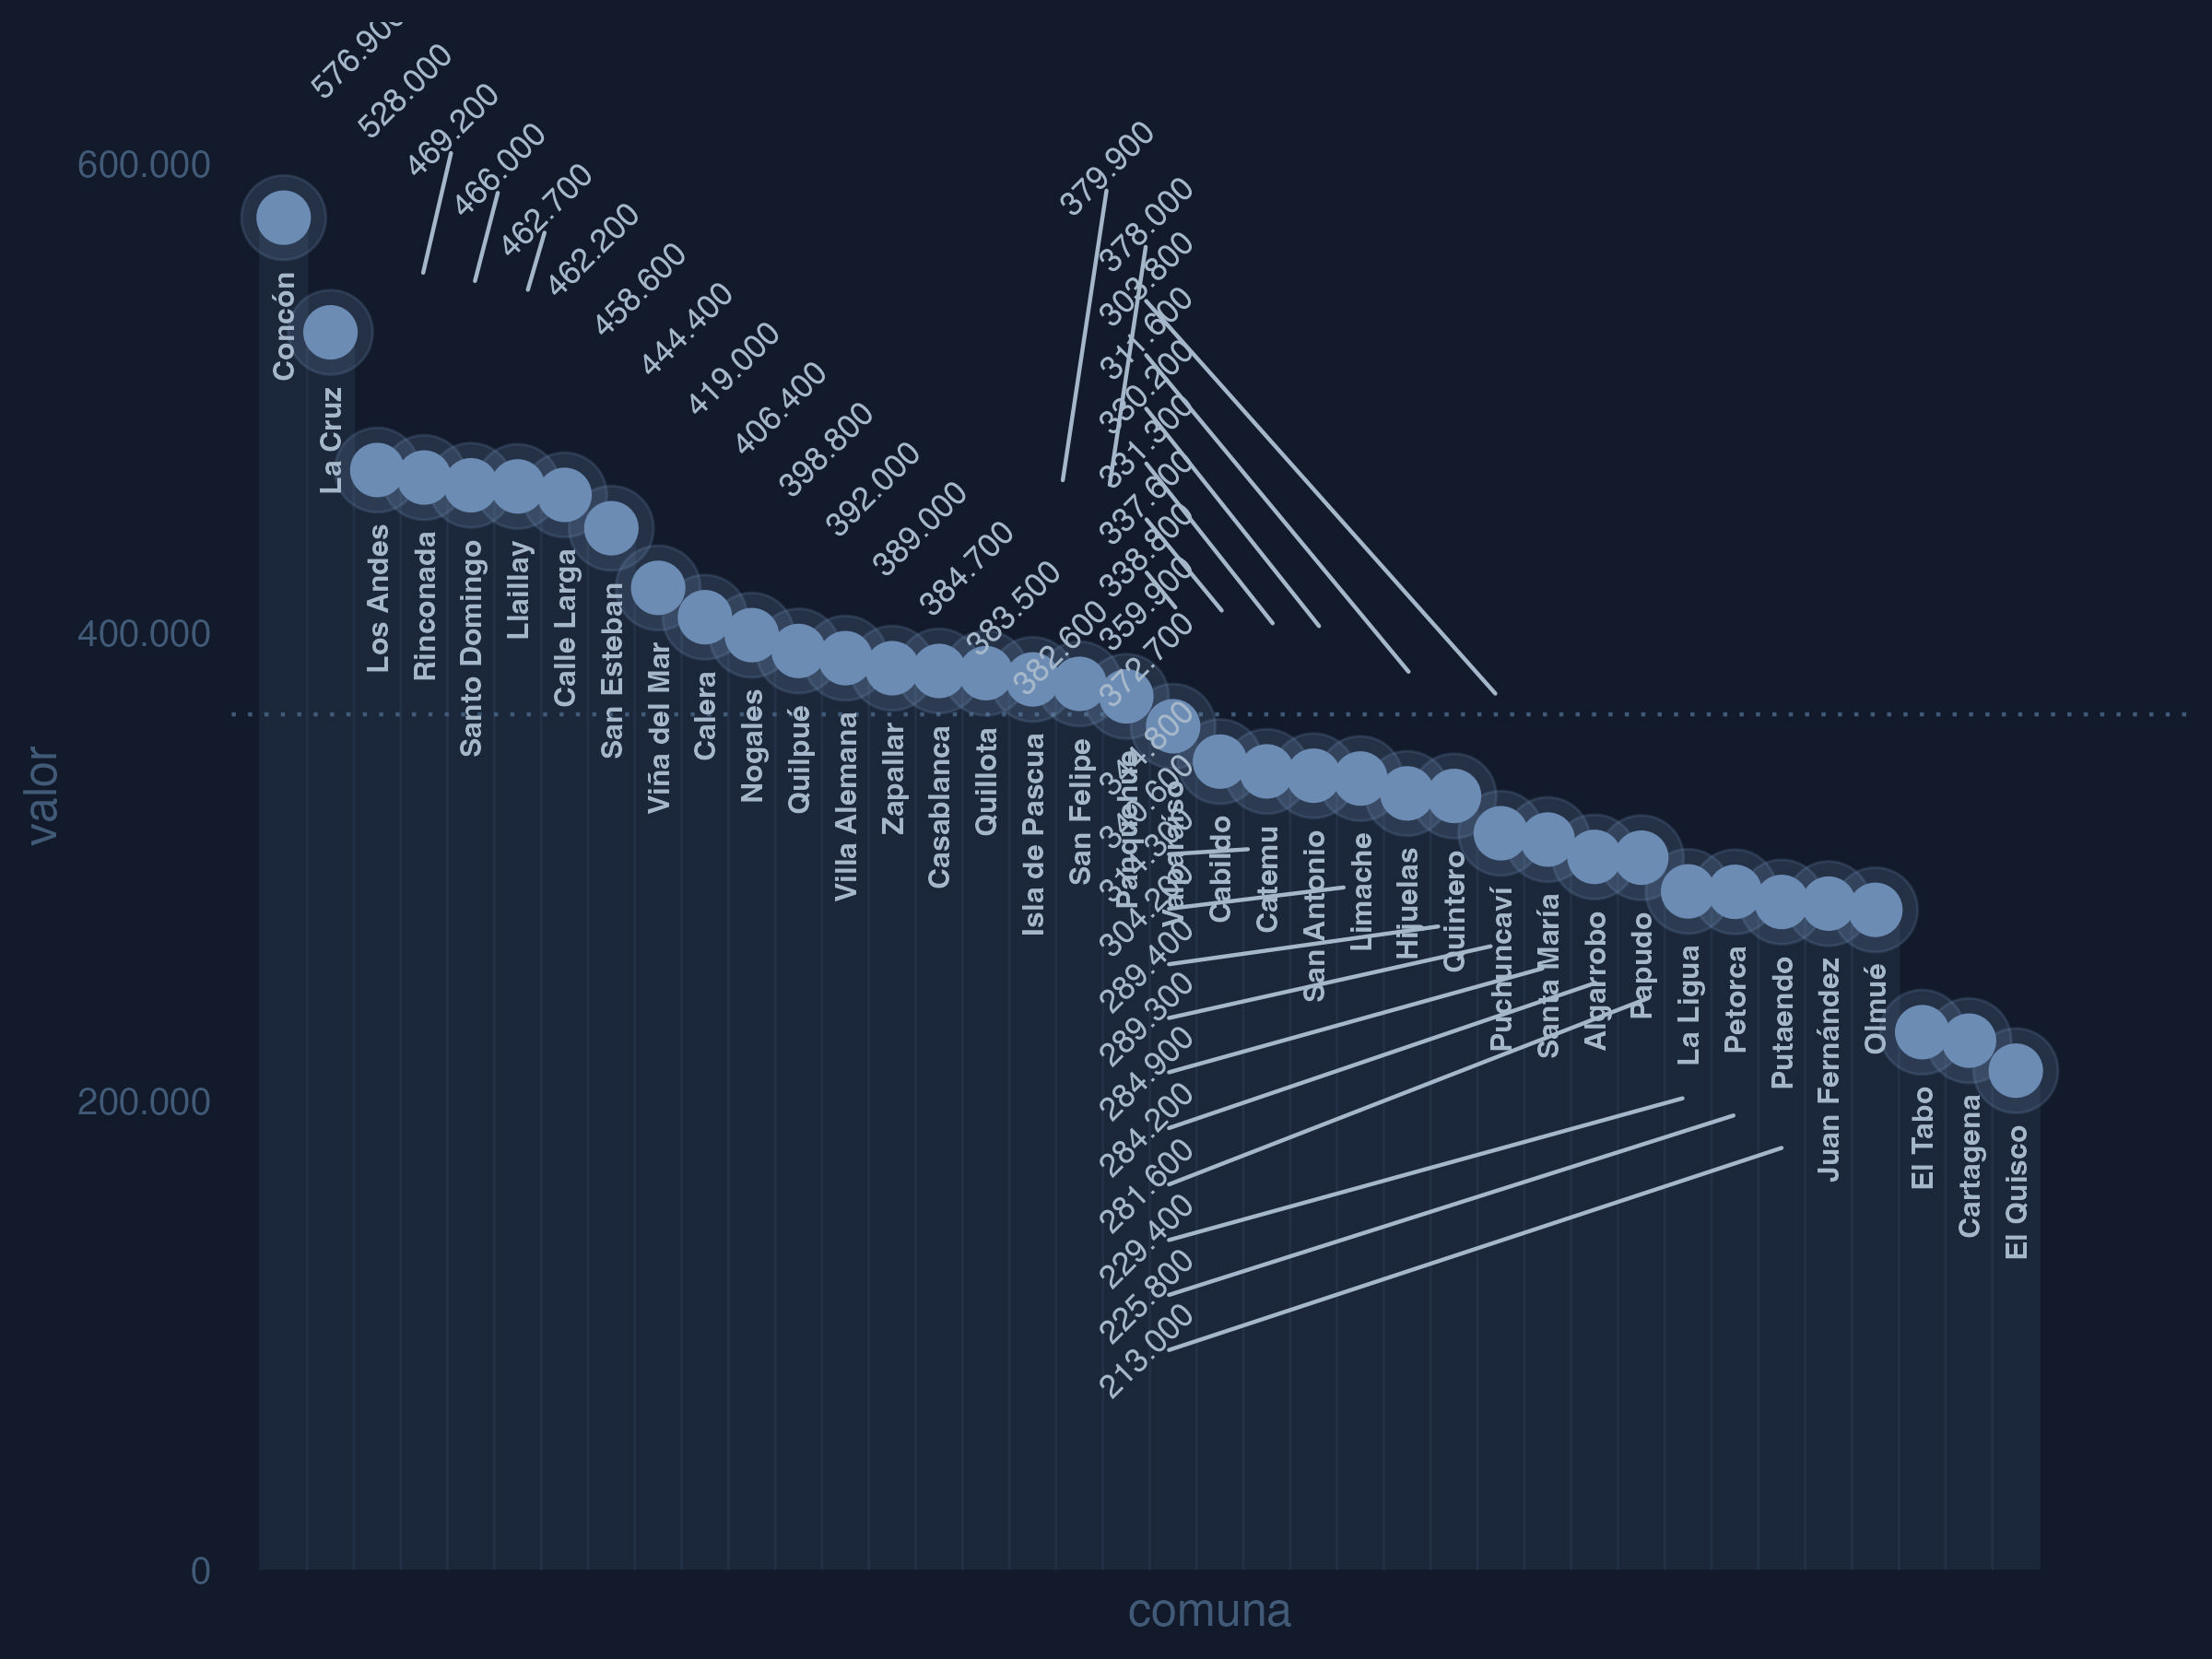 576.900
528.000
469.200
466.000
462.700
462.200
458.600
444.400
419.000
406.400
398.800
392.000
389.000
384.700
383.500
382.600
379.900
378.000
303.800
311.600
330.200
331.300
337.600
338.800
359.900
372.700
344.800
339.600
304.200
289.400
289.300
284.900
284.200
281.600
229.400
225.800
213.000
600.000
400.000
200.000
0
valor
Concón
La Cruz
Los Andes
Rinconada
Santo Domingo
Llaillay
Calle Larga
San Esteban
Viña del Mar
Calera
Nogales
Quilpué
Villa Alemana
Zapallar
Casablanca
Quillota
Isla de Pascua
San Felipe
Panquehue
Valparaíso
Cabildo
Catemu
San Antonio
Limache
Hijuelas
Quintero
Puchuncaví
Santa María
Algarrobo
Papudo
La Ligua
Petorca
Putaendo
Juan Fernández
Olmué
El Tabo
Cartagena
El Quisco
comuna